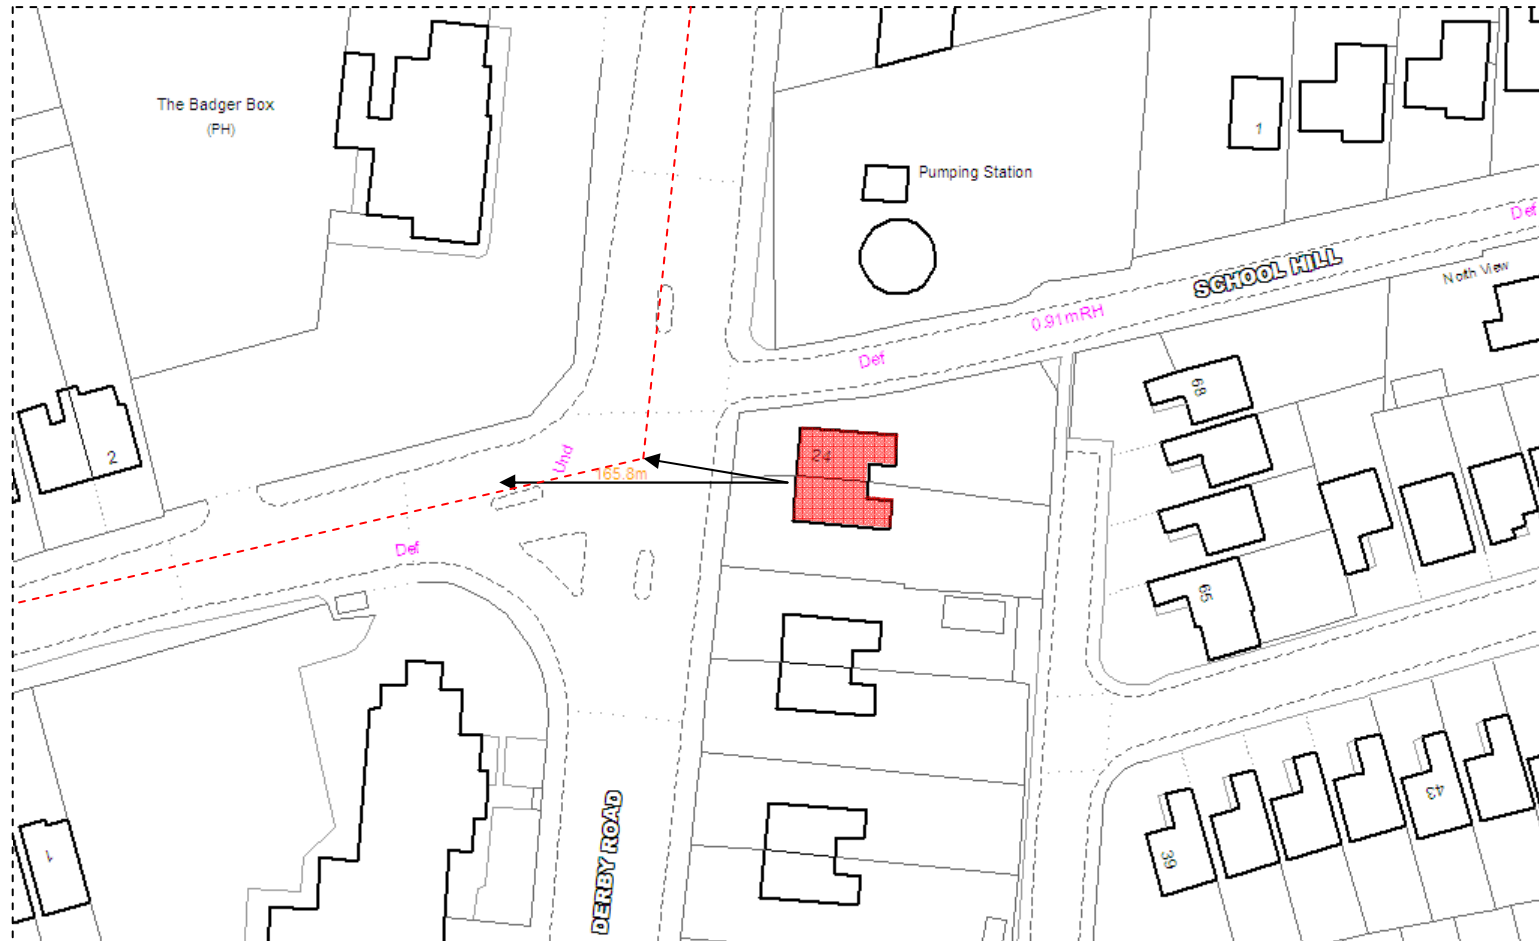 The Badger Box
(PH)
1
Pumping Station
Def
SCHOOL HILL
North View
0.91mRH
Def
68
2
Und
24
165.8m
Def
65
43
39
1
DERBY ROAD